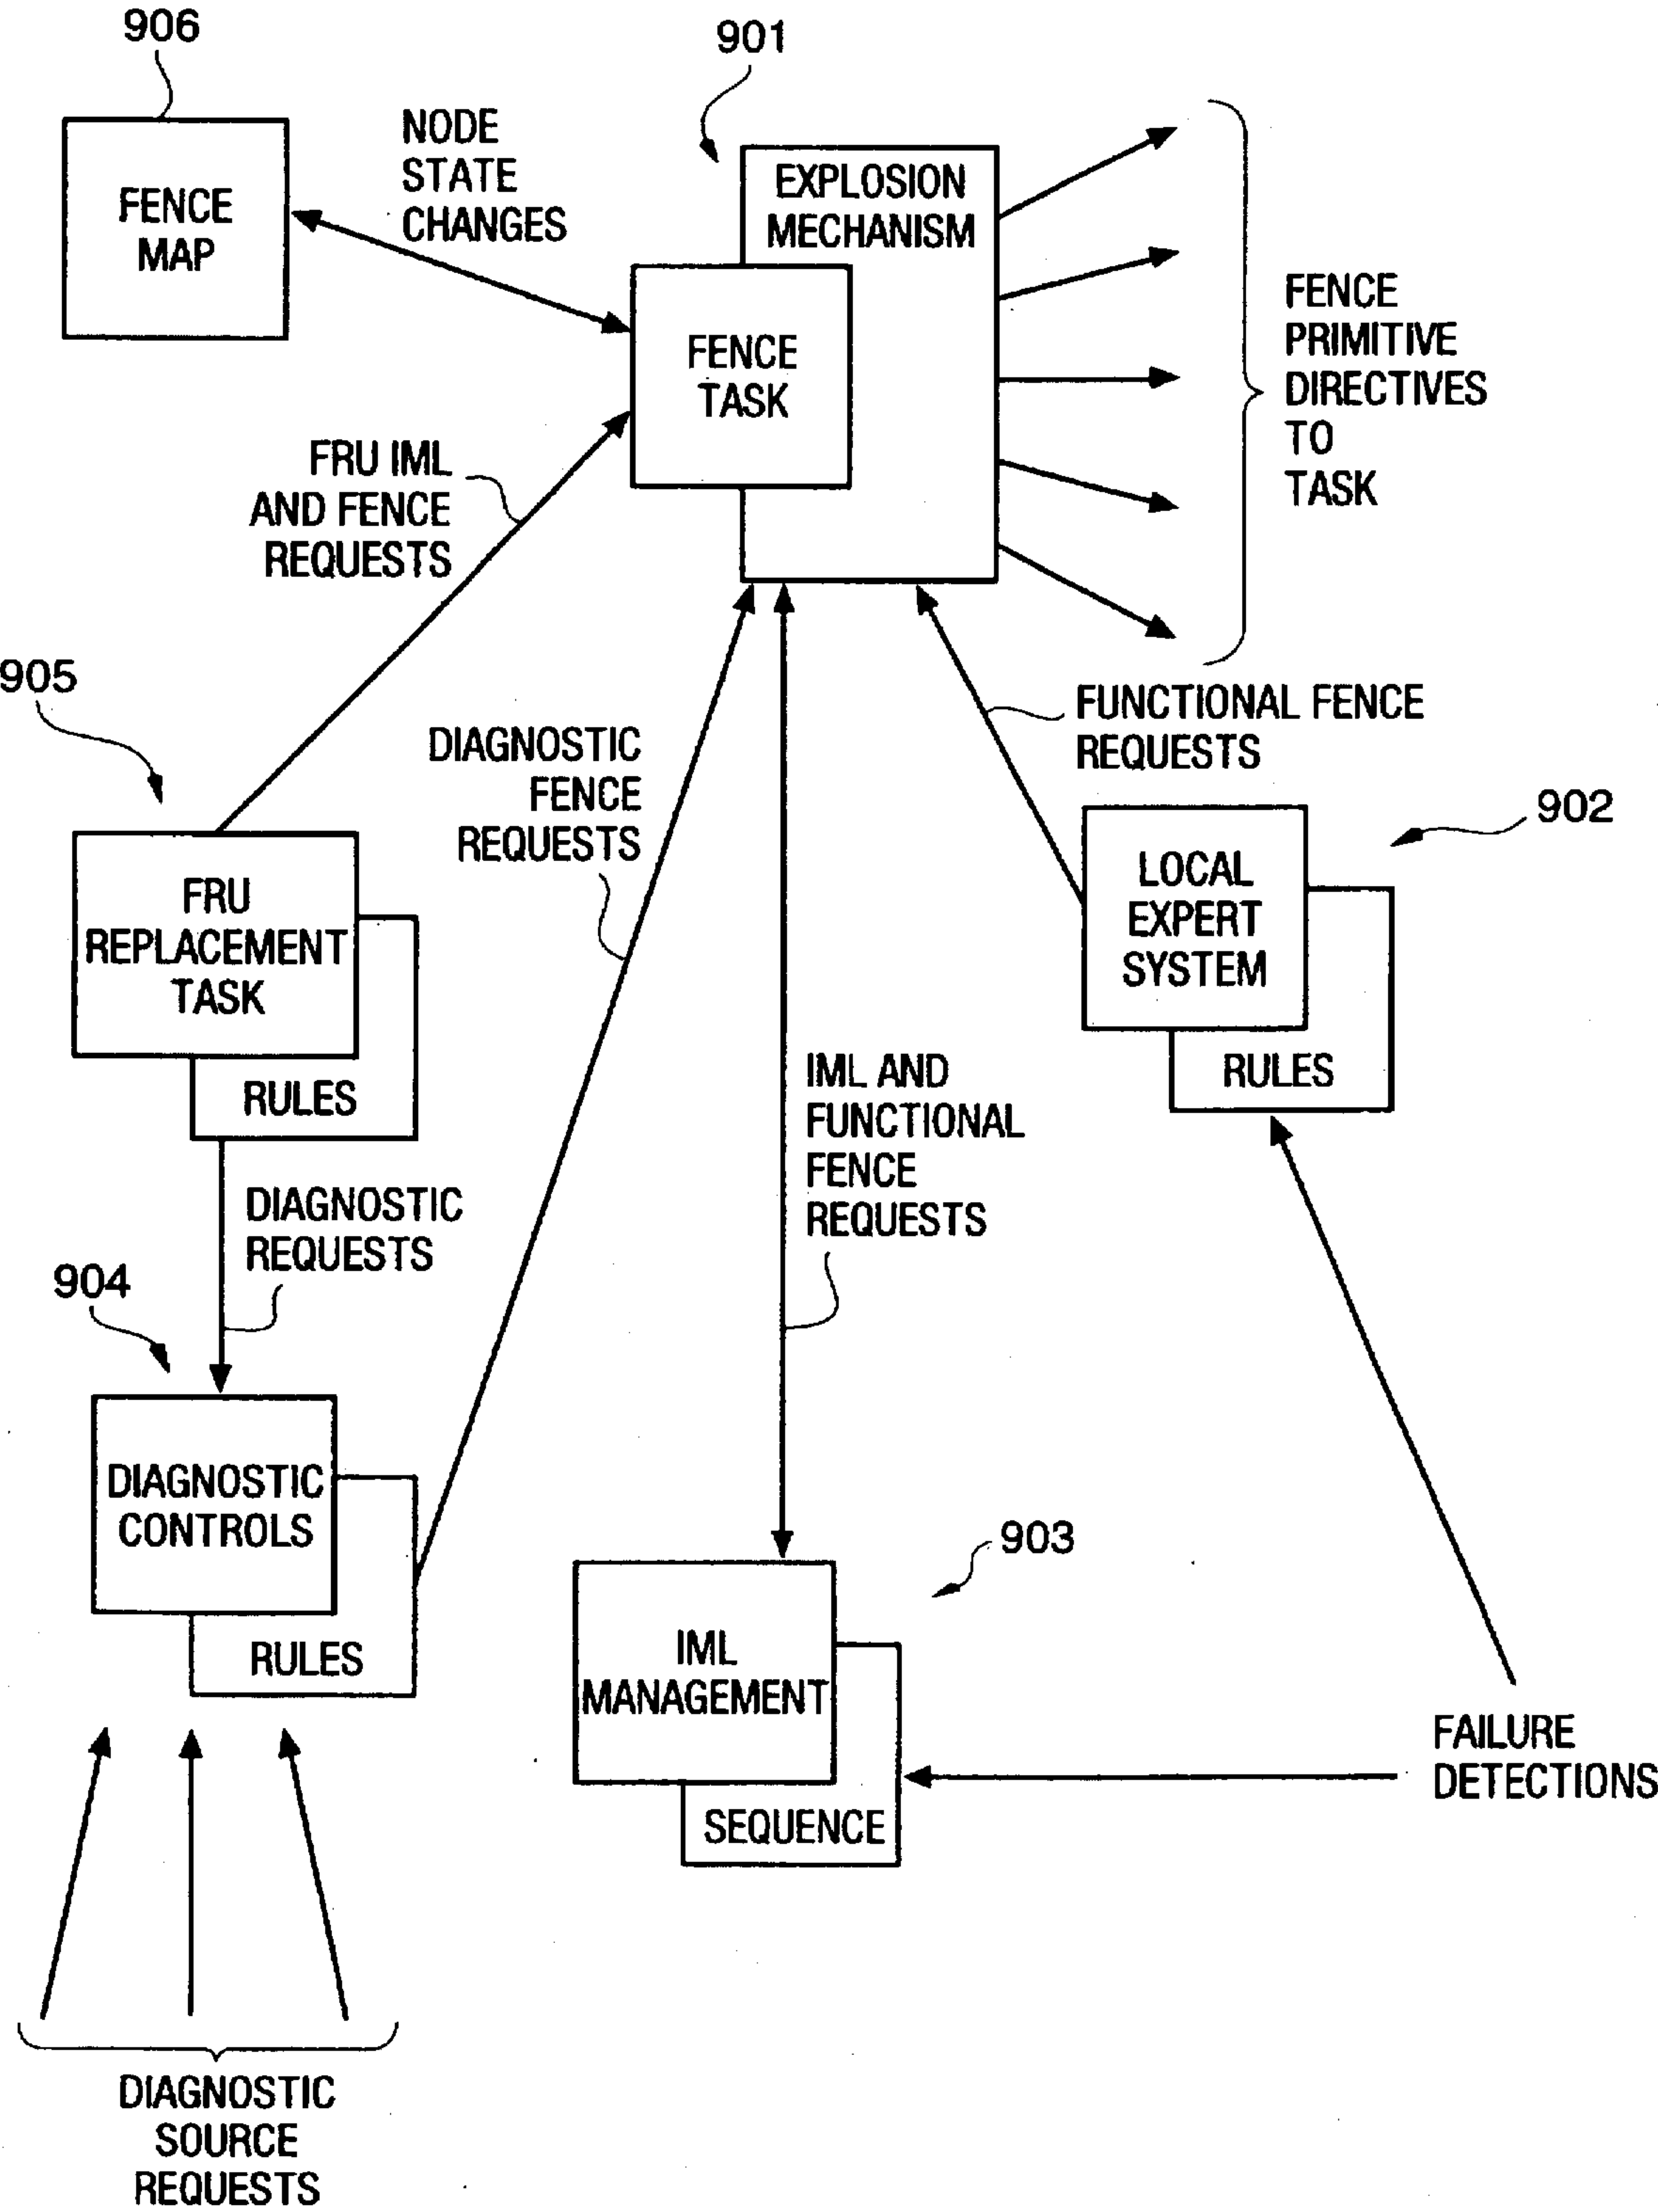 906
901
NODE
STATE
CHANGES
FENCE
MAP
EXPLOSION
MECHANISM
FENCE
TASK
FENCE
PRIMITIVE
DIRECTIVES
TO
TASK
FRU IML
AND FENCE
REQUESTS
905
FUNCTIONAL FENCE
REQUESTS
DIAGNOSTIC
FENCE
REQUESTS
902
FRU
REPLACEMENT
TASK
RULES
LOCAL
EXPERT
SYSTEM
RULES
IML AND
FUNCTIONAL
FENCE
REQUESTS
DIAGNOSTIC
REQUESTS
904
DIAGNOSTIC
CONTROLS
RULES
903
IML
MANAGEMENT
SEQUENCE
FAILURE
DETECTIONS
DIAGNOSTIC
SOURCE
REQUESTS